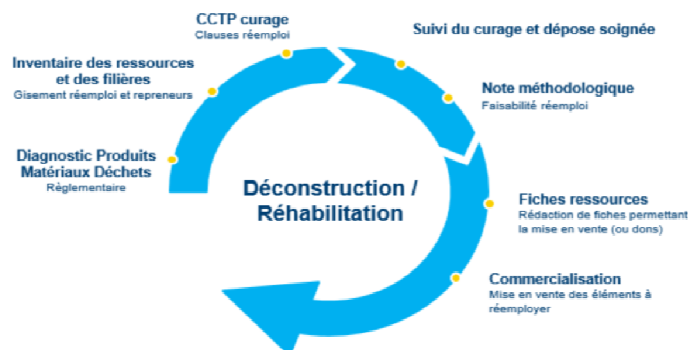 CCTP curage
Clauses réemploi
Suivi du curage et dépose soignée
Inventaire des ressources
et des filières
Gisement réemploi et repreneurs
Note méthodologique
Faisabilité réemploi
Diagnostic Produits
Matériaux Déchets
Règlementaire
Déconstruction /
Réhabilitation
Fiches ressources
Rédaction de fiches permettant
la mise en vente (ou dons)
Commercialisation
Mise en vente des éléments à
réemployer